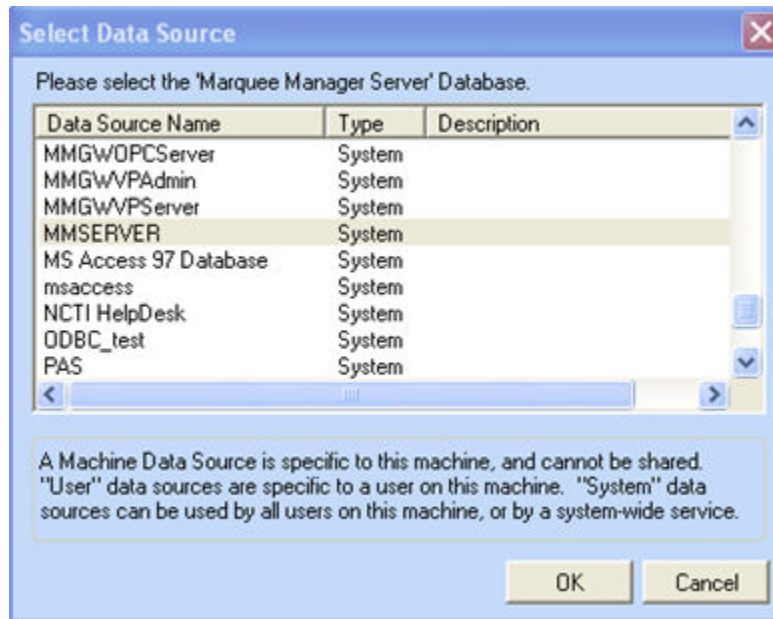 Select Data Source
Please select the 'Marquee Manager Server' Database.
Data Source Name Type Description
MMGWOPCServer System
MMGWVPAdmin System
MMGWVPServer System
MMSERVER System
MS Access 97 Database System
msaccess System
NCTI HelpDesk System
ODBC_test System
PAS System
A Machine Data Source is specific to this machine, and cannot be shared.
"User" data sources are specific to a user on this machine. "System" data
sources can be used by all users on this machine, or by a system-wide service.
OK Cancel